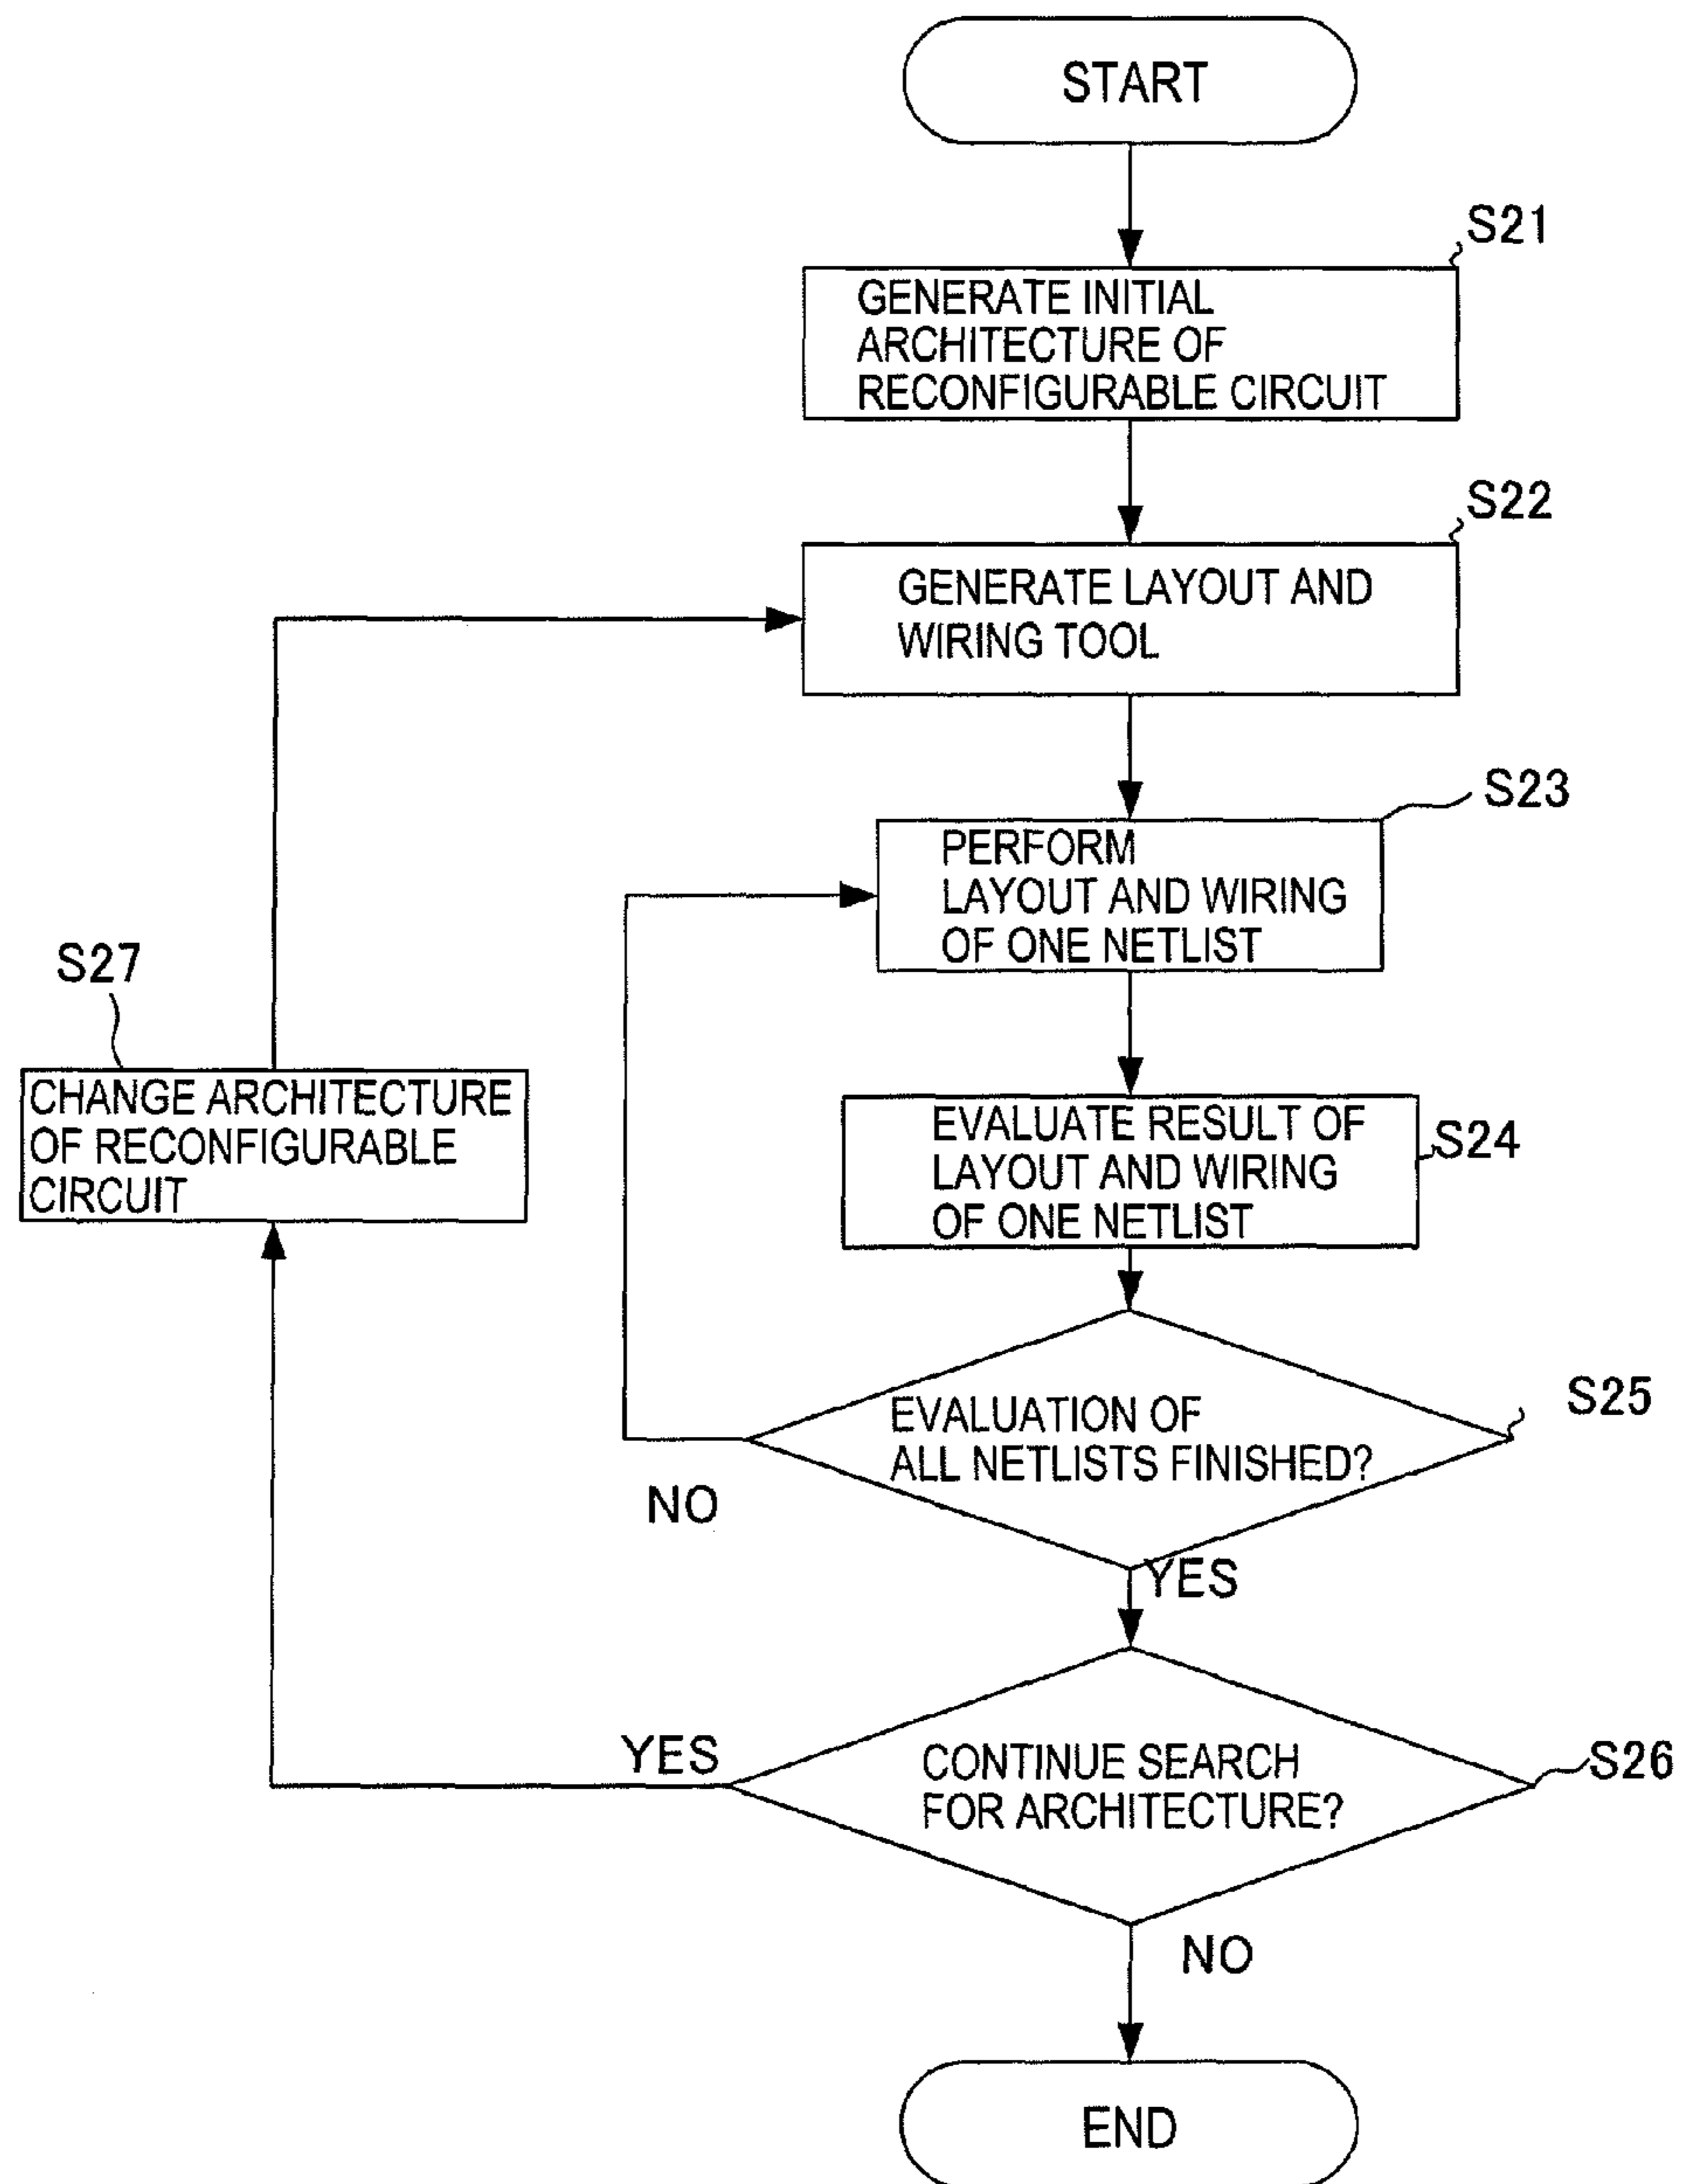 START
S21
GENERATE INITIAL
ARCHITECTURE OF
RECONFIGURABLE CIRCUIT
S22
GENERATE LAYOUT AND
WIRING TOOL
S23
PERFORM
LAYOUT AND WIRING
OF ONE NETLIST
S27
CHANGE ARCHITECTURE
OF RECONFIGURABLE
CIRCUIT
EVALUATE RESULT OF
LAYOUT AND WIRING
OF ONE NETLIST
S24
S25
EVALUATION OF
ALL NETLISTS FINISHED?
NO
YES
YES
CONTINUE SEARCH
FOR ARCHITECTURE?
S26
NO
END